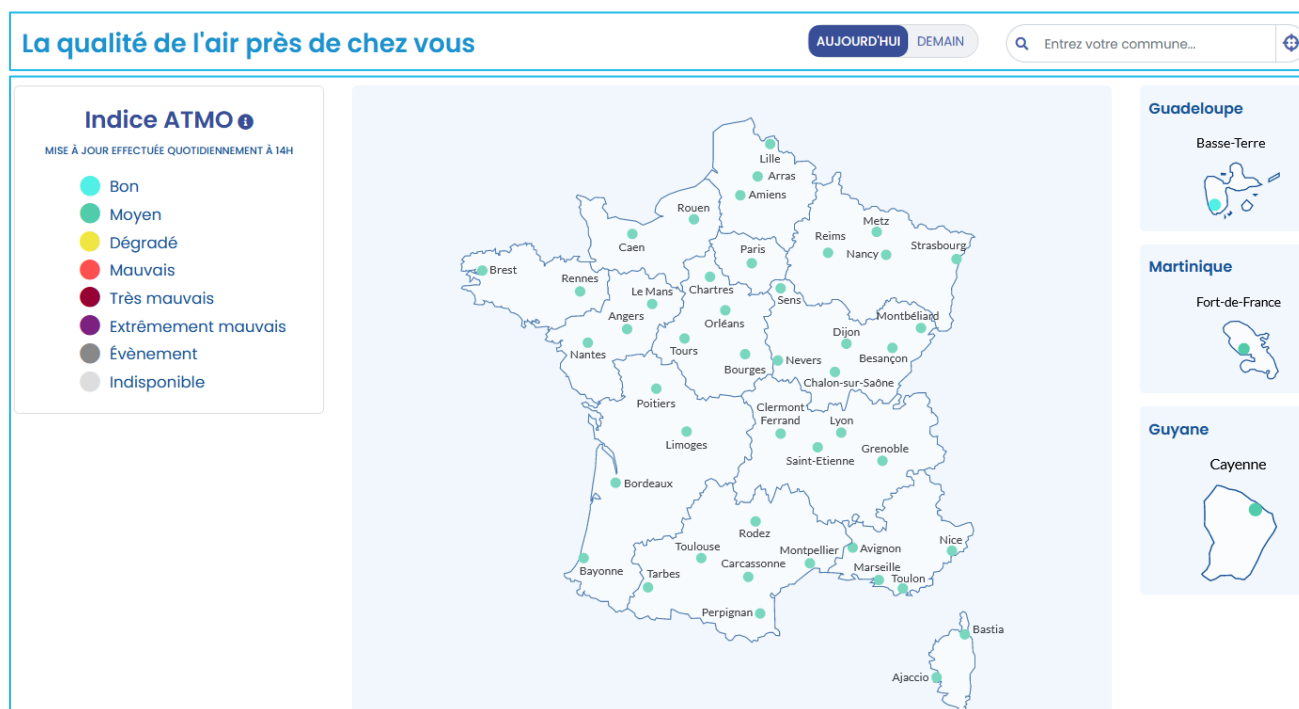 La qualité de l'air près de chez vous
AUJOURD'HUI
DEMAIN
Entrez votre commune...
Indice ATMO
MISE À JOUR EFFECTUÉE QUOTIDIENNEMENT À 14H
Bon
Moyen
Dégradé
Mauvais
Très mauvais
Extrêmement mauvais
Évènement
Indisponible
Lille
Arras
Amiens
Rouen
Caen
Metz
Reims
Nancy
Strasbourg
Paris
Brest
Rennes
Chartres
Sens
Le Mans
Angers
Orléans
Montbéliard
Nantes
Tours
Dijon
Bourges
Nevers
Besançon
Chalon-sur-Saône
Poitiers
Clermont
Ferrand
Lyon
Limoges
Saint-Etienne
Grenoble
Bordeaux
Rodez
Toulouse
Montpellier
Avignon
Nice
Bayonne
Tarbes
Carcassonne
Marseille
Toulon
Perpignan
Bastia
Ajaccio
Guadeloupe
Basse-Terre
Martinique
Fort-de-France
Guyane
Cayenne